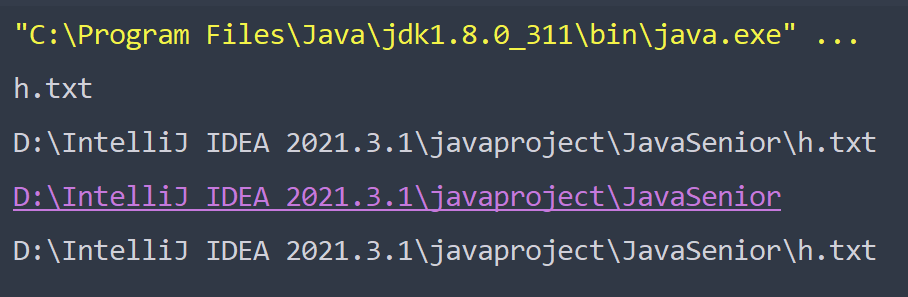 "C:\Program Files\Java\jdk1.8.0_311\bin\java.exe" ...
h.txt
D:\IntelliJ IDEA 2021.3.1\javaproject\JavaSenior\h.txt
D:\IntelliJ IDEA 2021.3.1\javaproject\JavaSenior
D:\IntelliJ IDEA 2021.3.1\javaproject\JavaSenior\h.txt